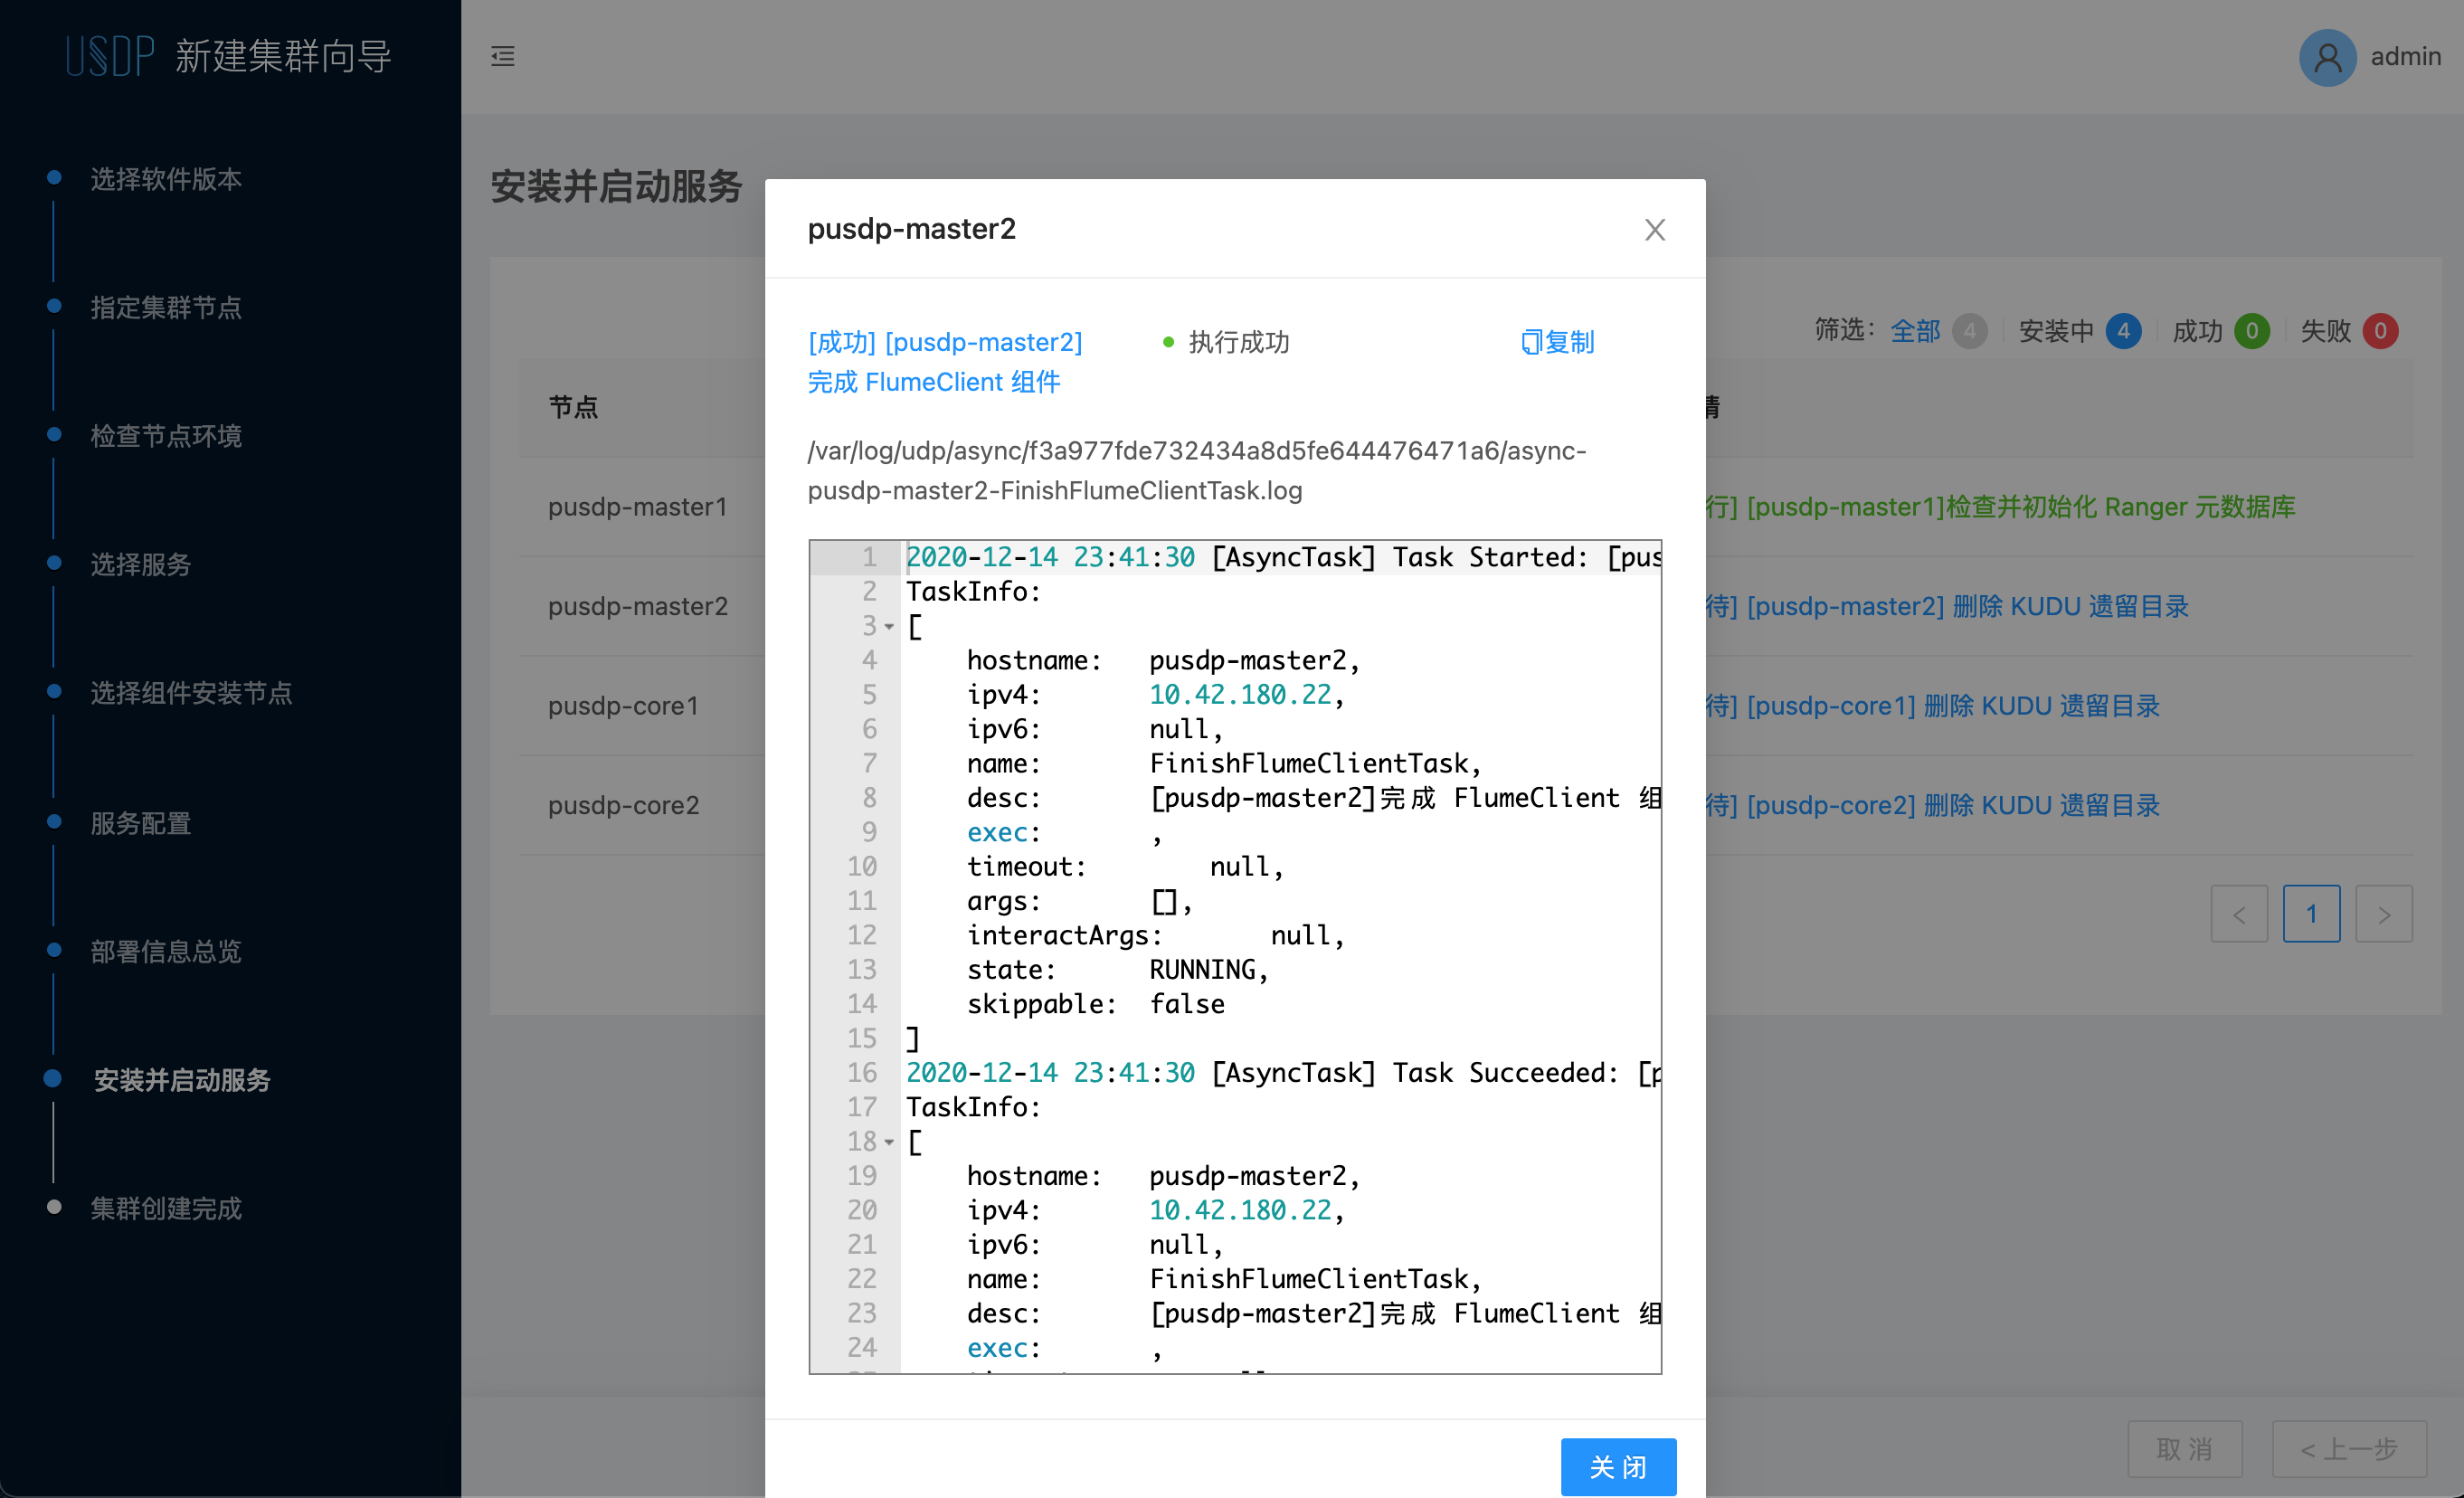 USDP 新建集群向导
admin
选择软件版本
指定集群节点
检查节点环境
选择服务
选择组件安装节点
服务配置
部署信息总览
安装并启动服务
集群创建完成
安装并启动服务
筛选: 全部 4 安装中 4 成功 0 失败 0
节点
pusdp-master1
行] [pusdp-master1]检查并初始化 Ranger 元数据库
pusdp-master2
待] [pusdp-master2] 删除 KUDU 遗留目录
pusdp-core1
待] [pusdp-core1] 删除 KUDU 遗留目录
pusdp-core2
待] [pusdp-core2] 删除 KUDU 遗留目录
< 1 >
取 消
< 上一步
pusdp-master2
[成功] [pusdp-master2]
完成 FlumeClient 组件
执行成功
复制
/var/log/udp/async/f3a977fde732434a8d5fe644476471a6/async-
pusdp-master2-FinishFlumeClientTask.log
1 2020-12-14 23:41:30 [AsyncTask] Task Started: [pus
2 TaskInfo:
3 [
4 hostname: pusdp-master2,
5 ipv4: 10.42.180.22,
6 ipv6: null,
7 name: FinishFlumeClientTask,
8 desc: [pusdp-master2]完成 FlumeClient 组
9 exec: ,
10 timeout: null,
11 args: [],
12 interactArgs: null,
13 state: RUNNING,
14 skippable: false
15 ]
16 2020-12-14 23:41:30 [AsyncTask] Task Succeeded: [p
17 TaskInfo:
18 [
19 hostname: pusdp-master2,
20 ipv4: 10.42.180.22,
21 ipv6: null,
22 name: FinishFlumeClientTask,
23 desc: [pusdp-master2]完成 FlumeClient 组
24 exec: ,
关 闭